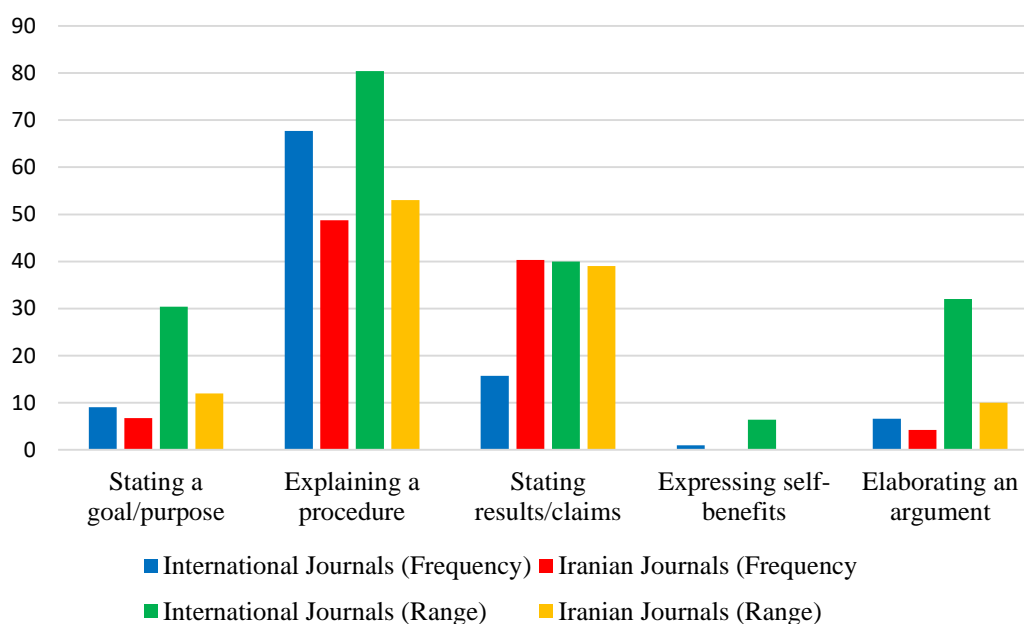 90
80
70
60
50
40
30
20
10
0
Stating a goal/purpose
Explaining a procedure
Stating results/claims
Expressing self-benefits
Elaborating an argument
International Journals (Frequency)
Iranian Journals (Frequency
International Journals (Range)
Iranian Journals (Range)